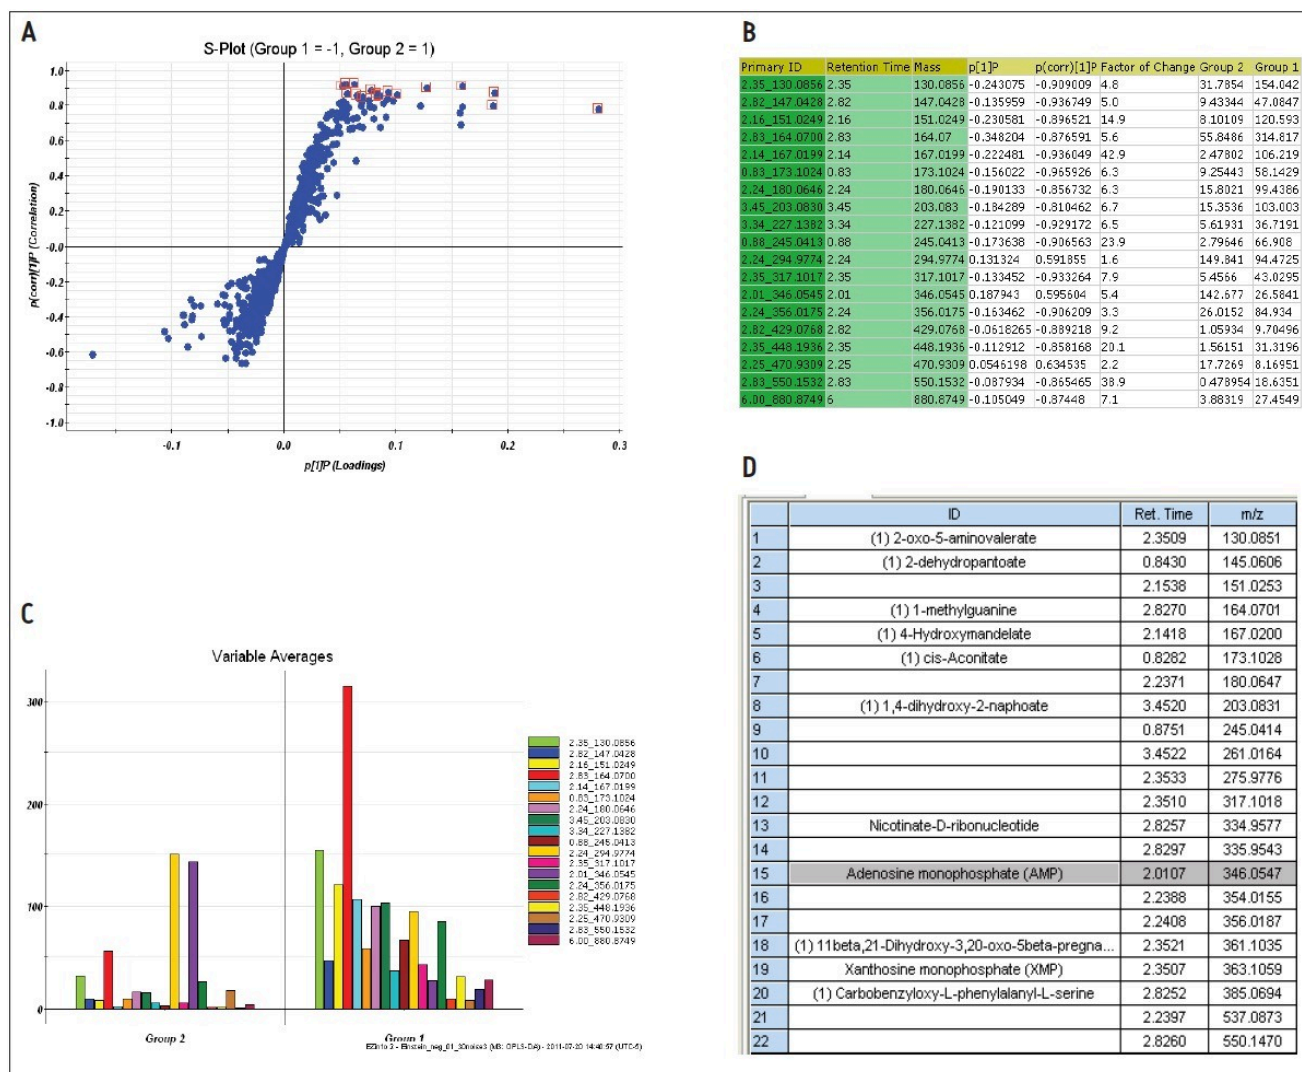 A
S-Plot (Group 1 = -1, Group 2 = 1)
1.0
0.8
0.6
0.4
0.2
-0.0
-0.2
-0.4
-0.6
-0.8
-1.0
p(corr)[1]P (Correlation)
-0.1 0.0 0.1 0.2 0.3
p[1]P (Loadings)
B
Primary ID Retention Time Mass p[1]P p(corr)[1]P Factor of Change Group 2 Group 1
2.35_130.0856 2.35 130.0856 -0.243075 -0.909009 4.8 31.7854 154.042
2.82_147.0428 2.82 147.0428 -0.135959 -0.936749 5.0 9.43344 47.0847
2.16_151.0249 2.16 151.0249 -0.230581 -0.896521 14.9 8.10109 120.593
2.83_164.0700 2.83 164.07 -0.348204 -0.876591 5.6 55.8486 314.817
2.14_167.0199 2.14 167.0199 -0.222481 -0.936049 42.9 2.47802 106.219
0.83_173.1024 0.83 173.1024 -0.156022 -0.965926 6.3 9.25443 58.1429
2.24_180.0646 2.24 180.0646 -0.190133 -0.856732 6.3 15.8021 99.4386
3.45_203.0830 3.45 203.083 -0.184289 -0.810462 6.7 15.3536 103.003
3.34_227.1382 3.34 227.1382 -0.121099 -0.929172 6.5 5.61931 36.7191
0.88_245.0413 0.88 245.0413 -0.173638 -0.906563 23.9 2.79646 66.908
2.24_294.9774 2.24 294.9774 0.131324 0.591855 1.6 149.841 94.4725
2.35_317.1017 2.35 317.1017 -0.133452 -0.933264 7.9 5.4566 43.0295
2.01_346.0545 2.01 346.0545 0.187943 0.595604 5.4 142.677 26.5841
2.24_356.0175 2.24 356.0175 -0.163462 -0.906209 3.3 26.0152 84.934
2.82_429.0768 2.82 429.0768 -0.0618265 -0.889218 9.2 1.05934 9.70496
2.35_448.1936 2.35 448.1936 -0.112912 -0.858168 20.1 1.56151 31.3196
2.25_470.9309 2.25 470.9309 0.0546198 0.634535 2.2 17.7269 8.16951
2.83_550.1532 2.83 550.1532 -0.087934 -0.865465 38.9 0.478954 18.6351
6.00_880.8749 6 880.8749 -0.105049 -0.87448 7.1 3.88319 27.4549
C
Variable Averages
300
200
100
0
Group 2 Group 1
2.35_130.0856
2.82_147.0428
2.16_151.0249
2.83_164.0700
2.14_167.0199
0.83_173.1024
2.24_180.0646
3.45_203.0830
3.34_227.1382
0.88_245.0413
2.24_294.9774
2.35_317.1017
2.01_346.0545
2.24_356.0175
2.82_429.0768
2.35_448.1936
2.25_470.9309
2.83_550.1532
6.00_880.8749
EZinfo 2 - Einstein_neg_01_30noise3 (M3: OPLS-DA) - 2011-07-20 14:40:57 (UTC-5)
D
ID Ret. Time m/z
1 (1) 2-oxo-5-aminovalerate 2.3509 130.0851
2 (1) 2-dehydropantoate 0.8430 145.0606
3 2.1538 151.0253
4 (1) 1-methylguanine 2.8270 164.0701
5 (1) 4-Hydroxymandelate 2.1418 167.0200
6 (1) cis-Aconitate 0.8282 173.1028
7 2.2371 180.0647
8 (1) 1,4-dihydroxy-2-naphoate 3.4520 203.0831
9 0.8751 245.0414
10 3.4522 261.0164
11 2.3533 275.9776
12 2.3510 317.1018
13 Nicotinate-D-ribonucleotide 2.8257 334.9577
14 2.8297 335.9543
15 Adenosine monophosphate (AMP) 2.0107 346.0547
16 2.2388 354.0155
17 2.2408 356.0187
18 (1) 11beta,21-Dihydroxy-3,20-oxo-5beta-pregna... 2.3521 361.1035
19 Xanthosine monophosphate (XMP) 2.3507 363.1059
20 (1) Carbobenzyloxy-L-phenylalanyl-L-serine 2.8252 385.0694
21 2.2397 537.0873
22 2.8260 550.1470